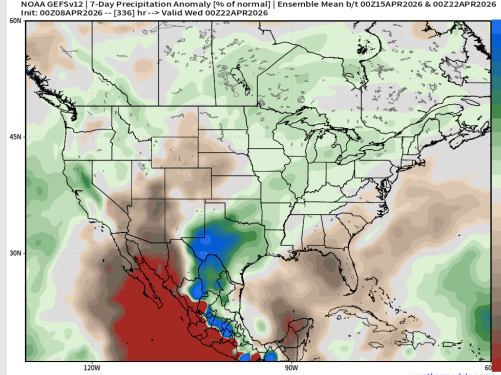 NOAA GEFSv12 | 7-Day Precipitation Anomaly [% of normal] | Ensemble Mean b/t 00Z15APR2026 & 00Z22APR2026
Init: 00Z08APR2026 -- [336] hr --> Valid Wed 00Z22APR2026
60N
45N
30N
120W
90W